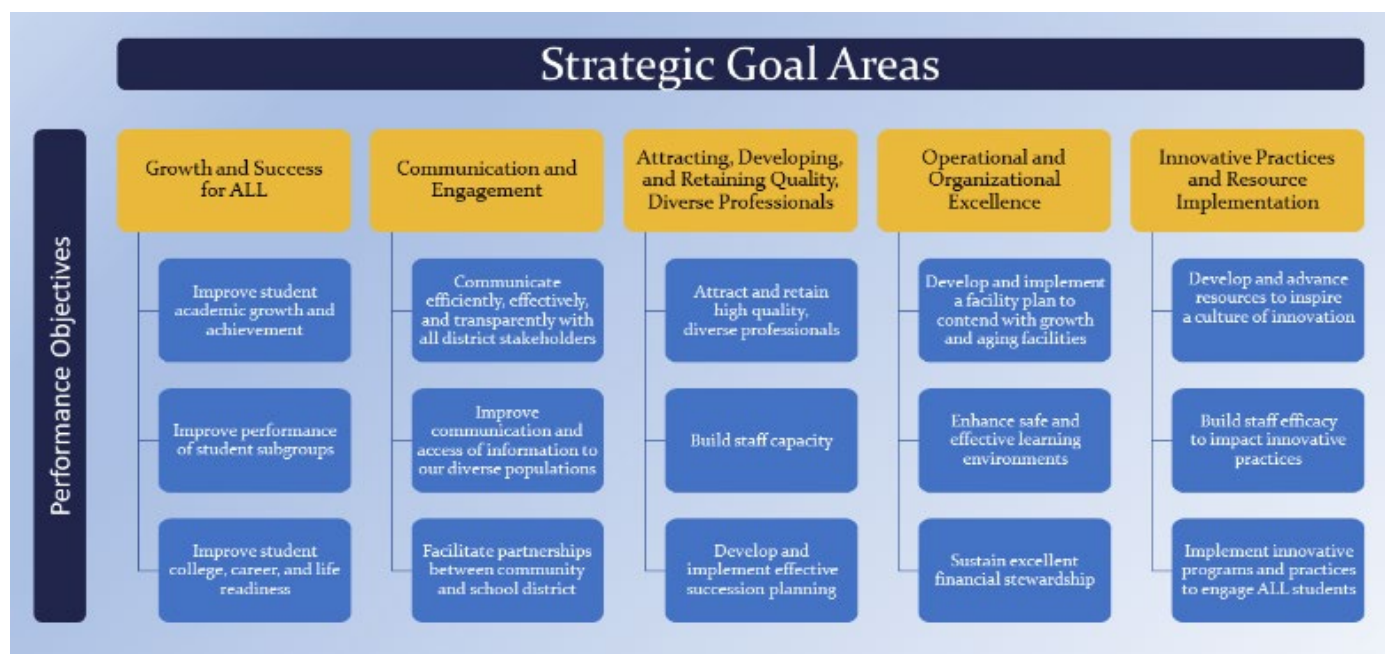 Strategic Goal Areas
Performance Objectives
Growth and Success
for ALL
Improve student
academic growth and
achievement
Improve performance
of student subgroups
Improve student
college, career, and life
readiness
Communication and
Engagement
Communicate
efficiently, effectively,
and transparently with
all district stakeholders
Improve
communication and
access of information to
our diverse populations
Facilitate partnerships
between community
and school district
Attracting, Developing,
and Retaining Quality,
Diverse Professionals
Attract and retain
high quality,
diverse professionals
Build staff capacity
Develop and
implement effective
succession planning
Operational and
Organizational
Excellence
Develop and implement
a facility plan to
contend with growth
and aging facilities
Enhance safe and
effective learning
environments
Sustain excellent
financial stewardship
Innovative Practices
and Resource
Implementation
Develop and advance
resources to inspire
a culture of innovation
Build staff efficacy
to impact innovative
practices
Implement innovative
programs and practices
to engage ALL students